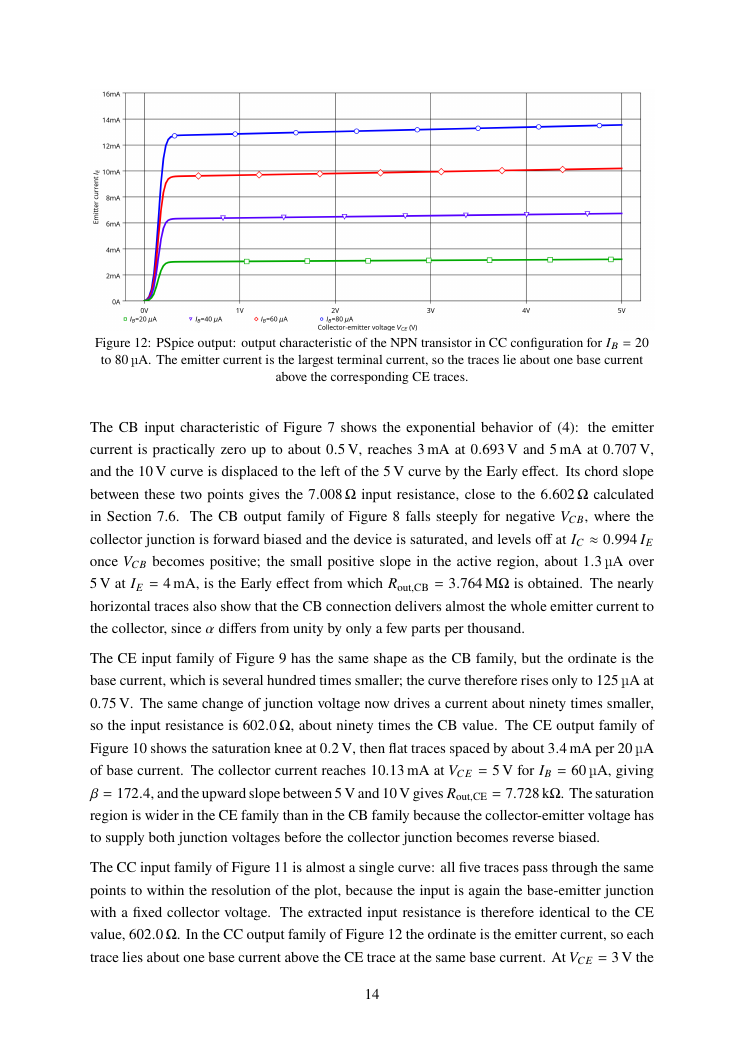 16mA
14mA
12mA
10mA
8mA
6mA
4mA
2mA
0A
Emitter current I_E
0V 1V 2V 3V 4V 5V
I_B=20 µA I_B=40 µA I_B=60 µA I_B=80 µA
Collector-emitter voltage V_CE (V)
Figure 12: PSpice output: output characteristic of the NPN transistor in CC configuration for I_B = 20
to 80 µA. The emitter current is the largest terminal current, so the traces lie about one base current
above the corresponding CE traces.
The CB input characteristic of Figure 7 shows the exponential behavior of (4): the emitter
current is practically zero up to about 0.5 V, reaches 3 mA at 0.693 V and 5 mA at 0.707 V,
and the 10 V curve is displaced to the left of the 5 V curve by the Early effect. Its chord slope
between these two points gives the 7.008 Ω input resistance, close to the 6.602 Ω calculated
in Section 7.6. The CB output family of Figure 8 falls steeply for negative V_CB, where the
collector junction is forward biased and the device is saturated, and levels off at I_C ≈ 0.994 I_E
once V_CB becomes positive; the small positive slope in the active region, about 1.3 µA over
5 V at I_E = 4 mA, is the Early effect from which R_out,CB = 3.764 MΩ is obtained. The nearly
horizontal traces also show that the CB connection delivers almost the whole emitter current to
the collector, since α differs from unity by only a few parts per thousand.
The CE input family of Figure 9 has the same shape as the CB family, but the ordinate is the
base current, which is several hundred times smaller; the curve therefore rises only to 125 µA at
0.75 V. The same change of junction voltage now drives a current about ninety times smaller,
so the input resistance is 602.0 Ω, about ninety times the CB value. The CE output family of
Figure 10 shows the saturation knee at 0.2 V, then flat traces spaced by about 3.4 mA per 20 µA
of base current. The collector current reaches 10.13 mA at V_CE = 5 V for I_B = 60 µA, giving
β = 172.4, and the upward slope between 5 V and 10 V gives R_out,CE = 7.728 kΩ. The saturation
region is wider in the CE family than in the CB family because the collector-emitter voltage has
to supply both junction voltages before the collector junction becomes reverse biased.
The CC input family of Figure 11 is almost a single curve: all five traces pass through the same
points to within the resolution of the plot, because the input is again the base-emitter junction
with a fixed collector voltage. The extracted input resistance is therefore identical to the CE
value, 602.0 Ω. In the CC output family of Figure 12 the ordinate is the emitter current, so each
trace lies about one base current above the CE trace at the same base current. At V_CE = 3 V the
14